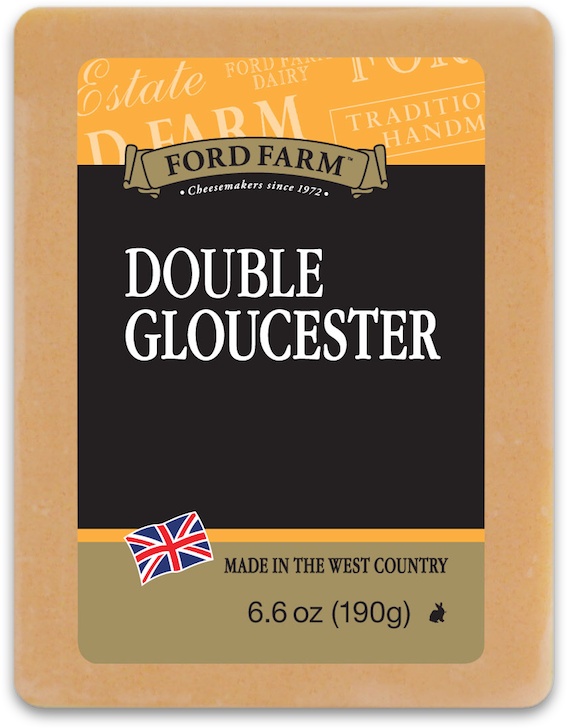 Estate
FORD FARM
DAIRY
D FARM
TRADITIO
HANDM
FORD FARM™
• Cheesemakers since 1972 •
DOUBLE
GLOUCESTER
MADE IN THE WEST COUNTRY
6.6 oz (190g)